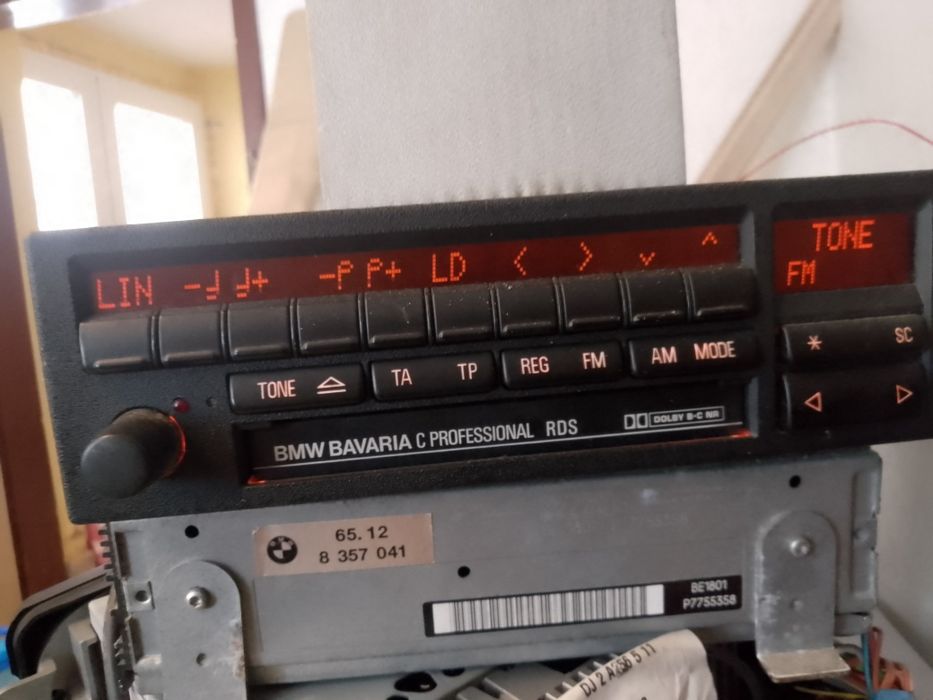 TONE
LIN - + - + LD < >
FM
* SC
TONE TA TP REG FM AM MODE
BMW BAVARIA C PROFESSIONAL RDS DOLBY B-C NR
65.12
8 357 041
BE1801
P7755358